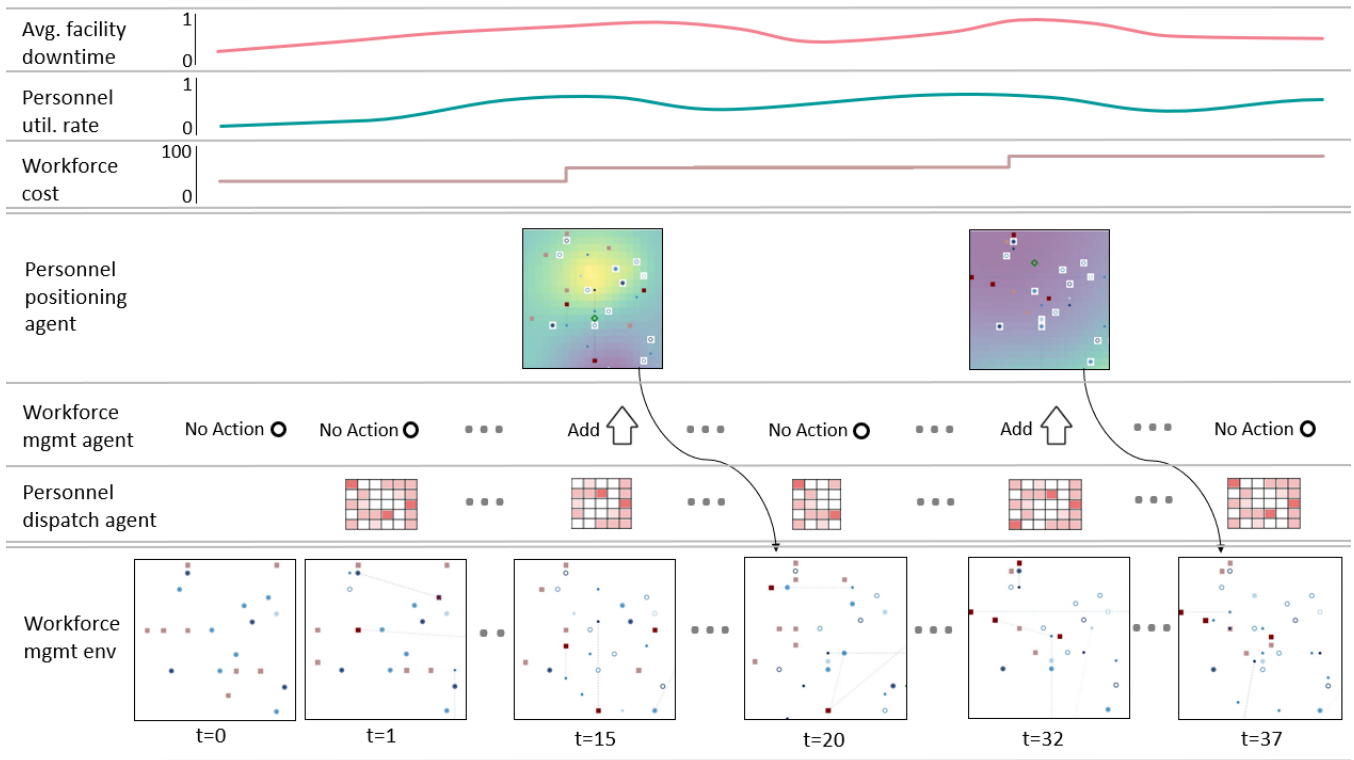 Avg. facility
downtime
1
0
Personnel
util. rate
1
0
Workforce
cost
100
0
Personnel
positioning
agent
Workforce
mgmt agent
No Action
No Action
Add
No Action
Add
No Action
Personnel
dispatch agent
Workforce
mgmt env
t=0
t=1
t=15
t=20
t=32
t=37